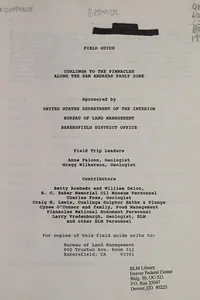 FIELD GUIDE
COALINGA TO THE PINNACLES
ALONG THE SAN ANDREAS FAULT ZONE
Sponsored by
UNITED STATES DEPARTMENT OF THE INTERIOR
BUREAU OF LAND MANAGEMENT
BAKERSFIELD DISTRICT OFFICE
Field Trip Leaders
Anne Falcon, Geologist
Gregg Wilkerson, Geologist
Contributors
Betty Acebedo and William Delco,
R. C. Baker Memorial Oil Museum Personnel
Charles Foss, Geologist
Craig H. Lewis, Coalinga Sulphur Baths & Plunge
Cynee O'Connor and family, Food Management
Pinnacles National Monument Personnel
Larry Vredenburgh, Geologist, BLM
and other BLM Personnel
For copies of this field guide write to:
Bureau of Land Management
800 Truxtun Ave. Suite 311
Bakersfield, CA 93301
BLM Library
Denver Federal Center
Bldg. 50, OC-521
P.O. Box 25047
Denver, CO 80225